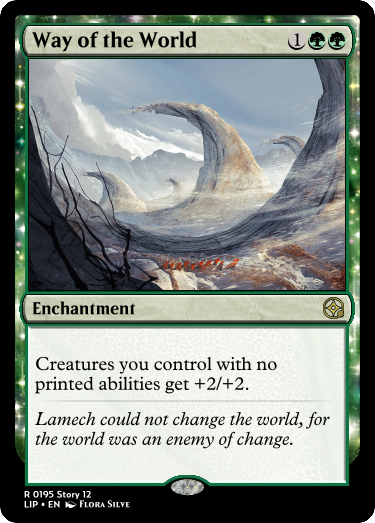 Way of the World 1
Enchantment
Creatures you control with no
printed abilities get +2/+2.
Lamech could not change the world, for
the world was an enemy of change.
R 0195 Story 12
LIP • EN Flora Silve